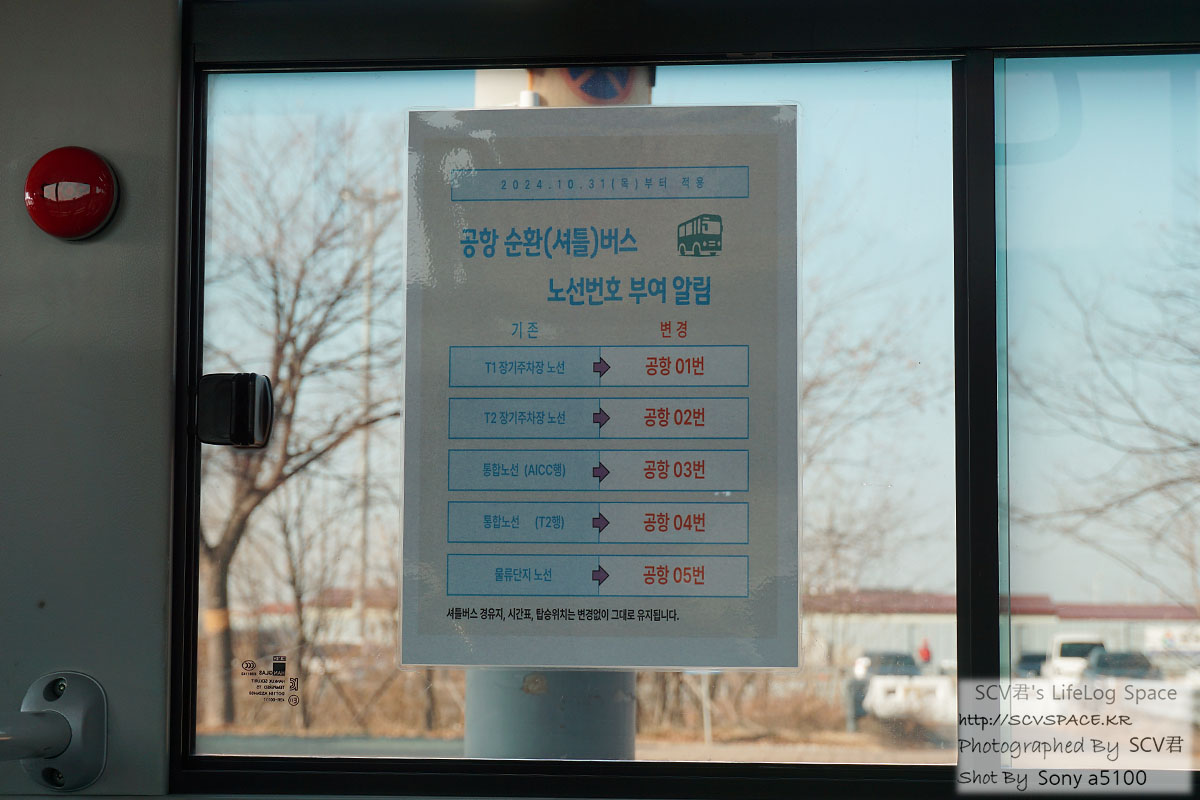 2024.10.31(목)부터 적용
공항 순환(셔틀)버스
노선번호 부여 알림
기존 변경
T1 장기주차장 노선 공항 01번
T2 장기주차장 노선 공항 02번
통합노선 (AICC행) 공항 03번
통합노선 (T2행) 공항 04번
물류단지 노선 공항 05번
셔틀버스 경유지, 시간표, 탑승위치는 변경없이 그대로 유지됩니다.
SCV君's LifeLog Space
http://SCVSPACE.KR
Photographed By SCV君
Shot By Sony a5100